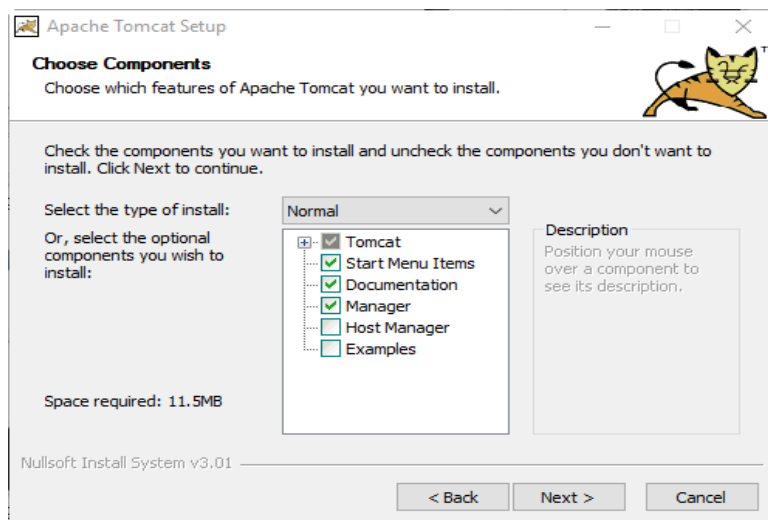 Apache Tomcat Setup
Choose Components
Choose which features of Apache Tomcat you want to install.
TM
Check the components you want to install and uncheck the components you don't want to
install. Click Next to continue.
Select the type of install:
Normal
Or, select the optional
components you wish to
install:
Tomcat
Start Menu Items
Documentation
Manager
Host Manager
Examples
Description
Position your mouse
over a component to
see its description.
Space required: 11.5MB
Nullsoft Install System v3.01
< Back
Next >
Cancel